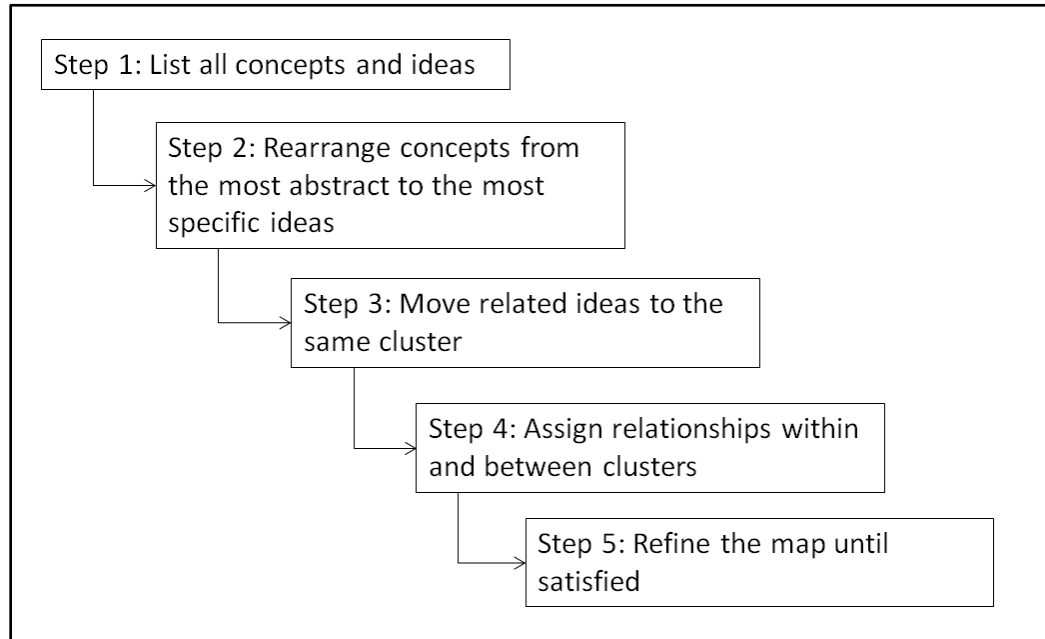 Step 1: List all concepts and ideas
Step 2: Rearrange concepts from
the most abstract to the most
specific ideas
Step 3: Move related ideas to the
same cluster
Step 4: Assign relationships within
and between clusters
Step 5: Refine the map until
satisfied